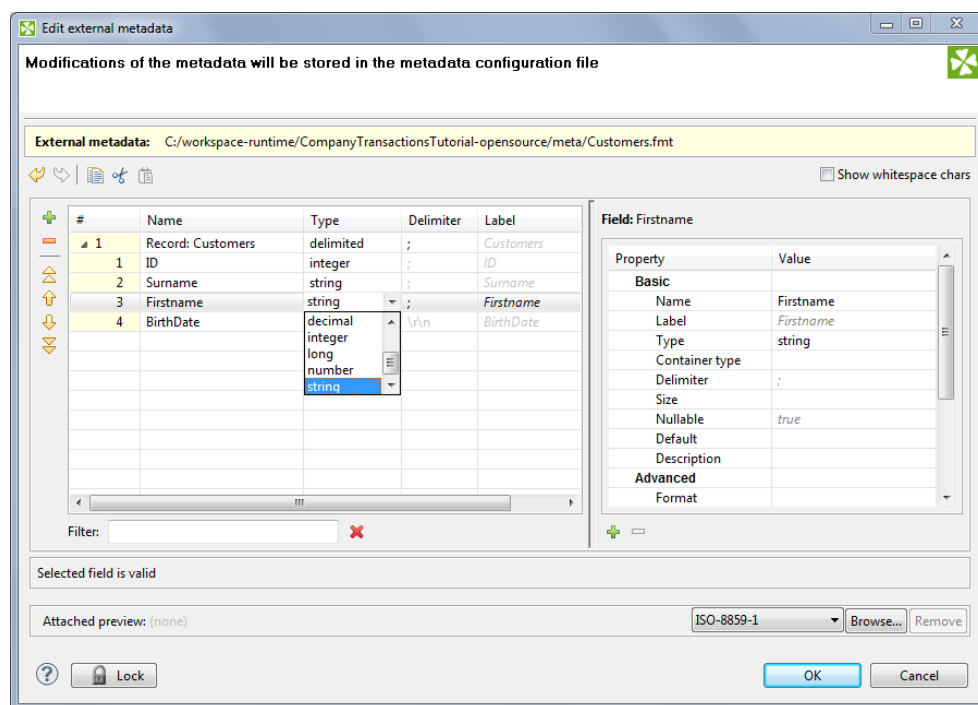 Edit external metadata
Modifications of the metadata will be stored in the metadata configuration file
External metadata: C:/workspace-runtime/CompanyTransactionsTutorial-opensource/meta/Customers.fmt
Show whitespace chars
# Name Type Delimiter Label
1 Record: Customers delimited ; Customers
1 ID integer ; ID
2 Surname string ; Surname
3 Firstname string ; Firstname
4 BirthDate \r\n BirthDate
decimal
integer
long
number
string
Filter:
Field: Firstname
Property Value
Basic
Name Firstname
Label Firstname
Type string
Container type
Delimiter ;
Size
Nullable true
Default
Description
Advanced
Format
Selected field is valid
Attached preview: (none) ISO-8859-1 Browse... Remove
? Lock OK Cancel